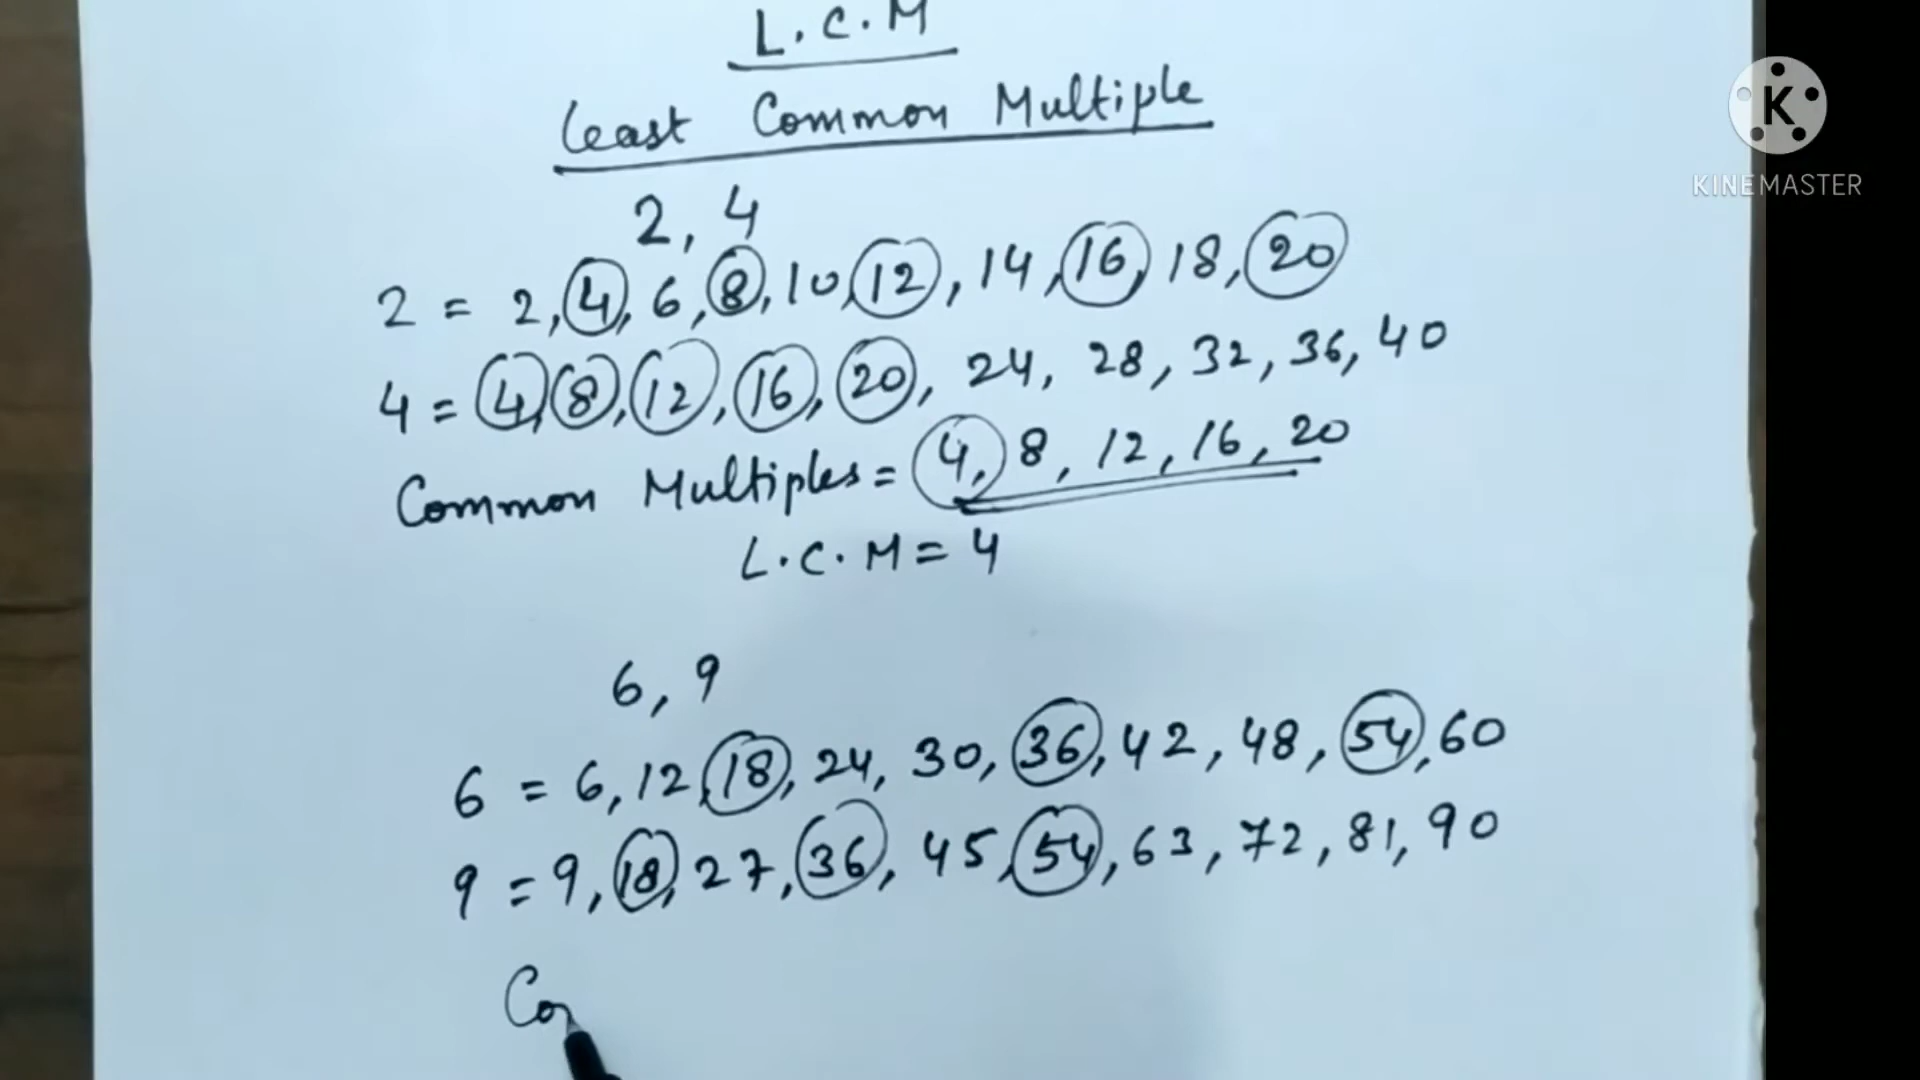 L.C.M
Least Common Multiple
2, 4
2 = 2, 4, 6, 8, 10, 12, 14, 16, 18, 20
4 = 4, 8, 12, 16, 20, 24, 28, 32, 36, 40
Common Multiples = 4, 8, 12, 16, 20
L.C.M = 4
6, 9
6 = 6, 12, 18, 24, 30, 36, 42, 48, 54, 60
9 = 9, 18, 27, 36, 45, 54, 63, 72, 81, 90
Co
K
KINEMASTER